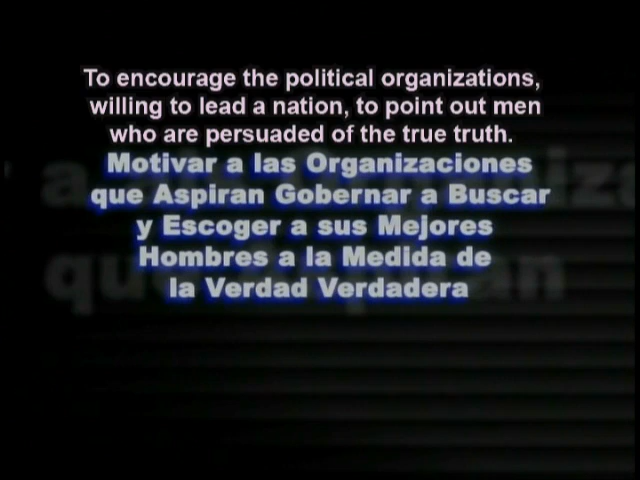 To encourage the political organizations,
willing to lead a nation, to point out men
who are persuaded of the true truth.
Motivar a las Organizaciones
que Aspiran Gobernar a Buscar
y Escoger a sus Mejores
Hombres a la Medida de
la Verdad Verdadera